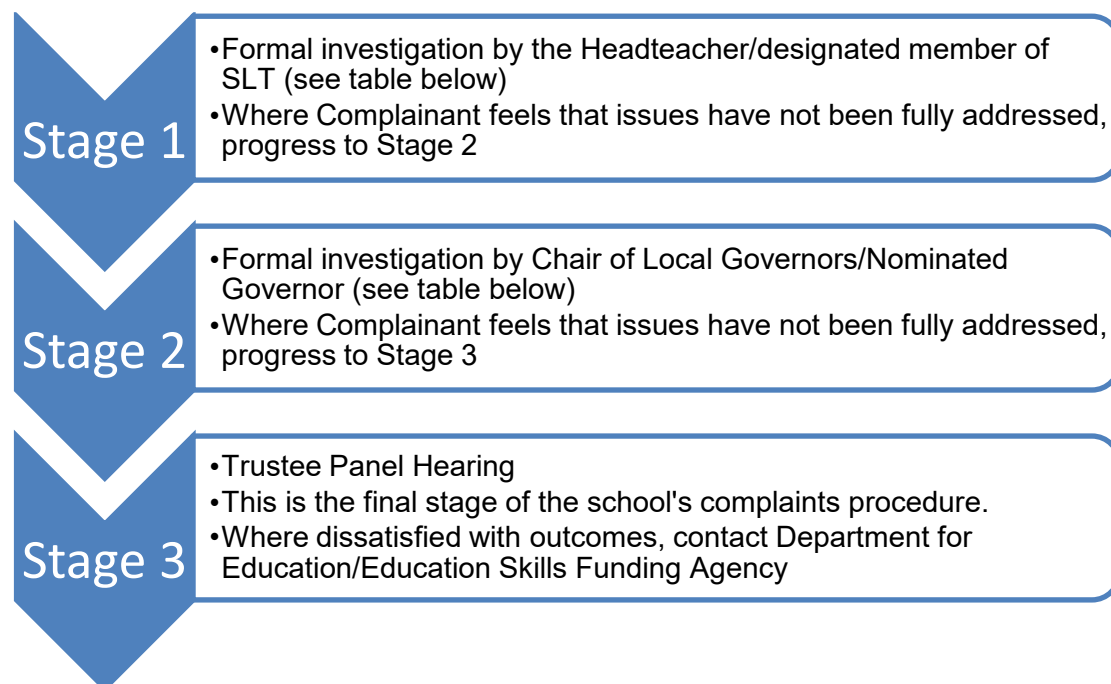 Stage 1
•Formal investigation by the Headteacher/designated member of
SLT (see table below)
•Where Complainant feels that issues have not been fully addressed,
progress to Stage 2
Stage 2
•Formal investigation by Chair of Local Governors/Nominated
Governor (see table below)
•Where Complainant feels that issues have not been fully addressed,
progress to Stage 3
Stage 3
•Trustee Panel Hearing
•This is the final stage of the school's complaints procedure.
•Where dissatisfied with outcomes, contact Department for
Education/Education Skills Funding Agency